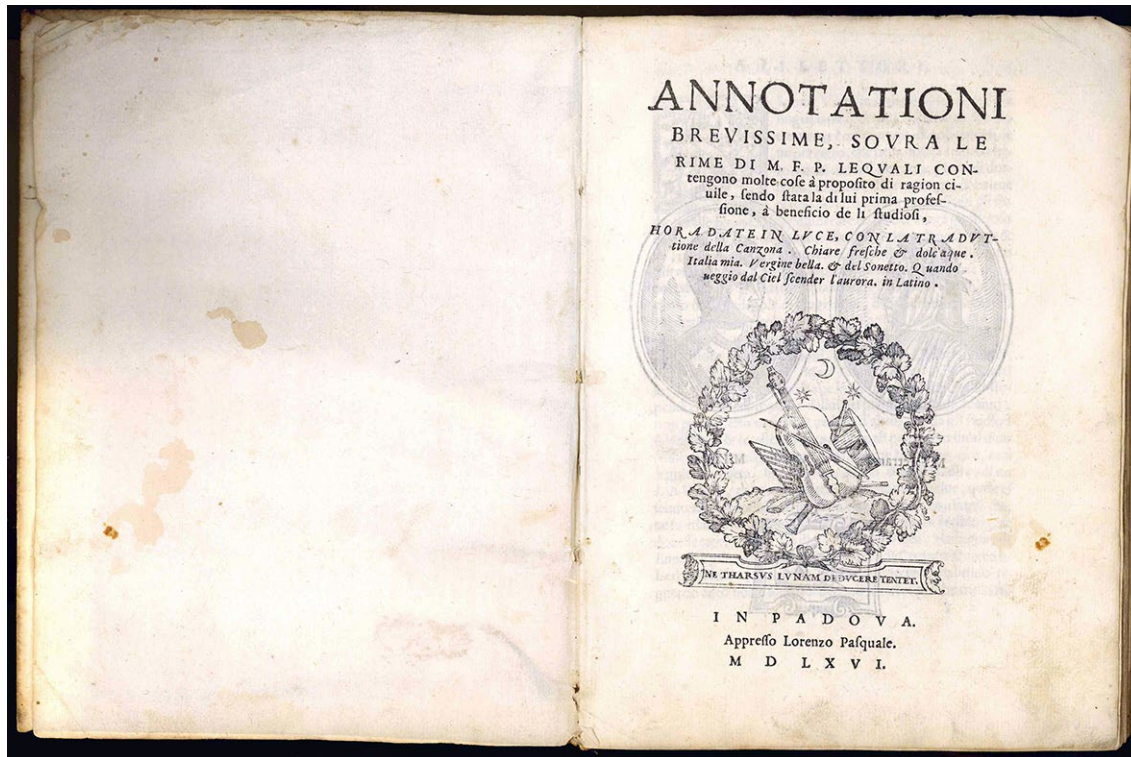 ANNOTATIONI
BREVISSIME, SOVRA LE
RIME DI M. F. P. LEQVALI CON-
tengono molte cose à proposito di ragion ci-
uile, sendo stata la di lui prima profes-
sione, à beneficio de li studiosi,
HORA DATE IN LVCE, CON LA TRADVT-
tione della Canzona. Chiare fresche & dolc'aque.
Italia mia. Vergine bella. & del Sonetto. Quando
ueggio dal Ciel scender l'aurora. in Latino.
NE THARSVS LVNAM DEDVCERE TENTET.
IN PADOVA.
Appresso Lorenzo Pasquale.
M D LXVI.